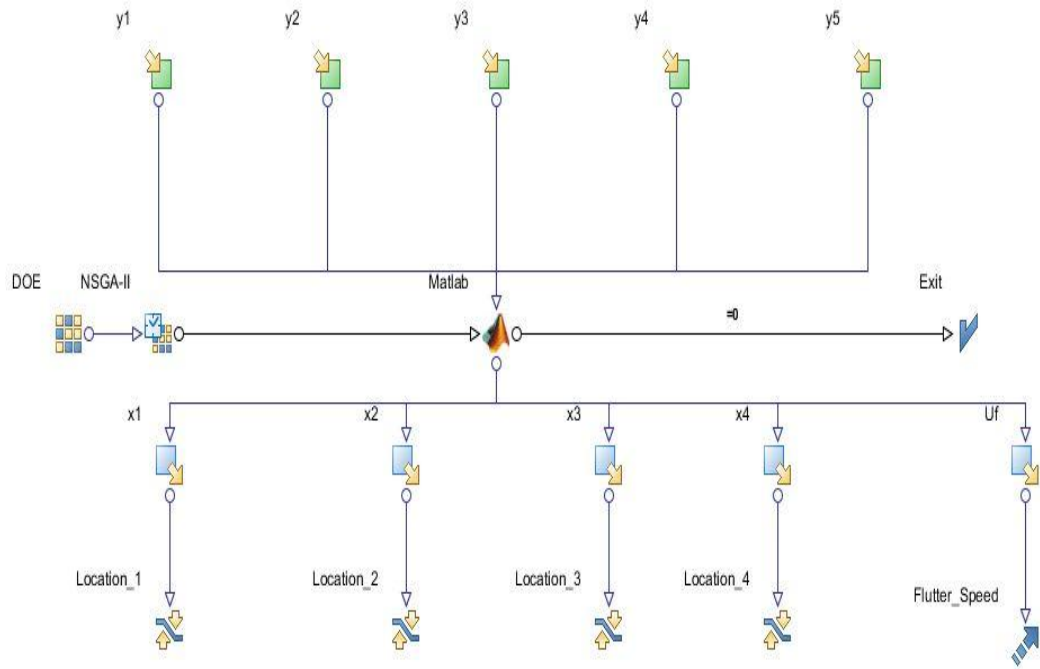 y1 y2 y3 y4 y5
DOE NSGA-II Matlab Exit
=0
x1 x2 x3 x4 Uf
Location_1 Location_2 Location_3 Location_4
Flutter_Speed